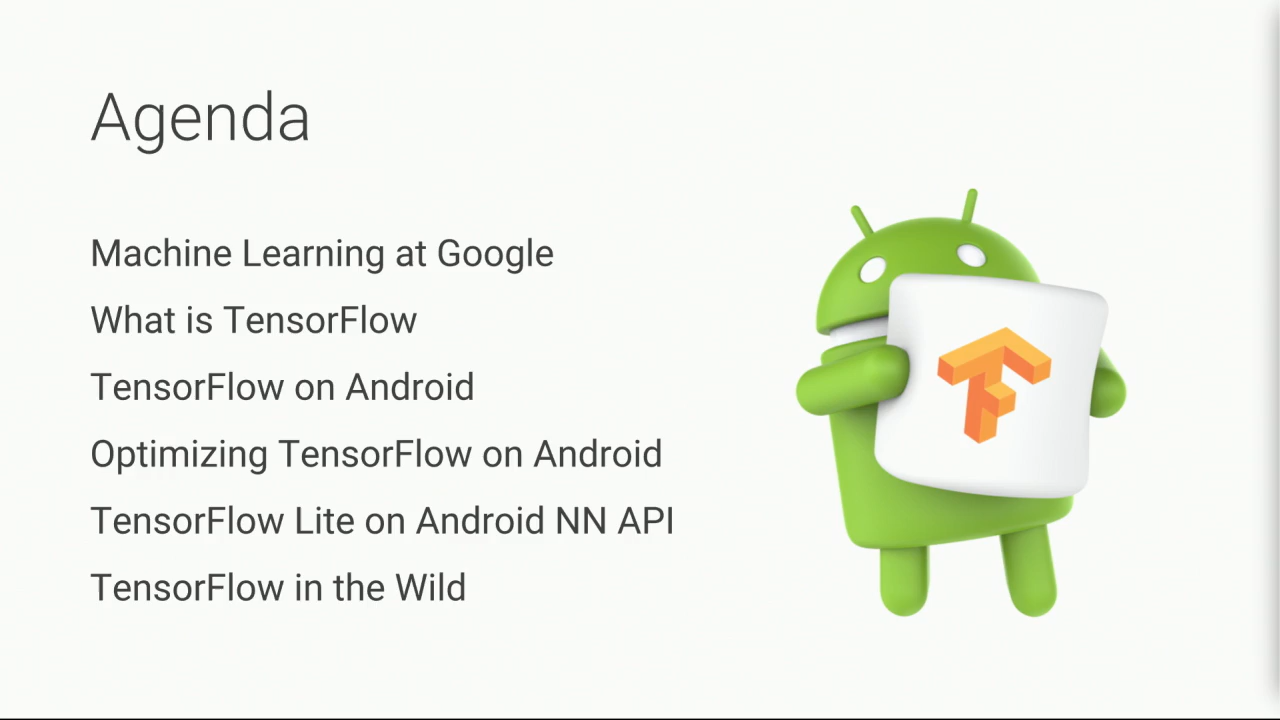 Agenda
Machine Learning at Google
What is TensorFlow
TensorFlow on Android
Optimizing TensorFlow on Android
TensorFlow Lite on Android NN API
TensorFlow in the Wild